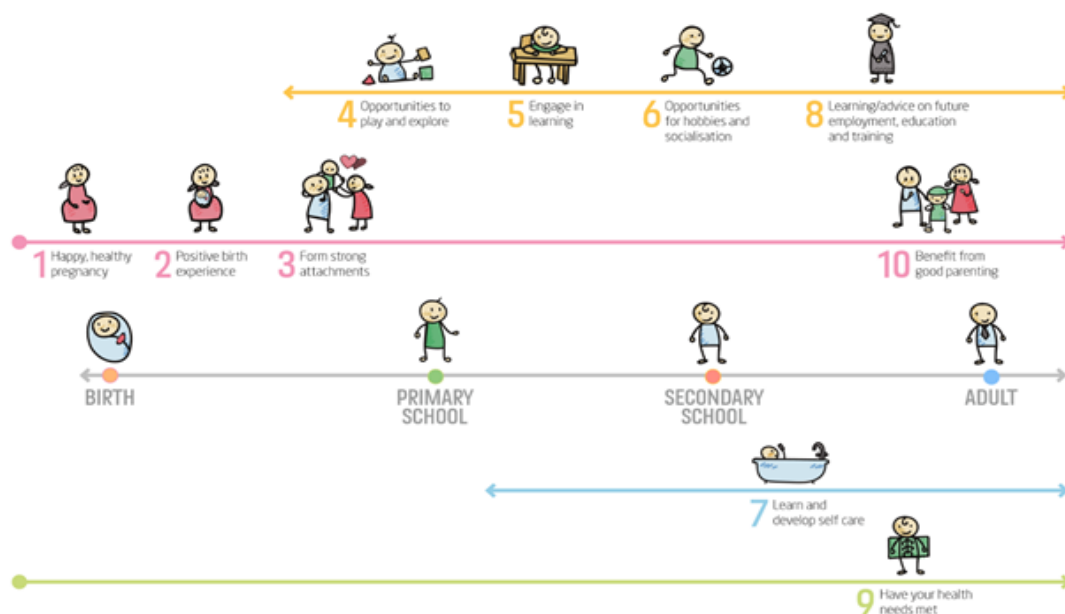 4 Opportunities to
play and explore
5 Engage in
learning
6 Opportunities
for hobbies and
socialisation
8 Learning/advice on future
employment, education
and training
1 Happy, healthy
pregnancy
2 Positive birth
experience
3 Form strong
attachments
10 Benefit from
good parenting
BIRTH
PRIMARY
SCHOOL
SECONDARY
SCHOOL
ADULT
7 Learn and
develop self care
9 Have your health
needs met